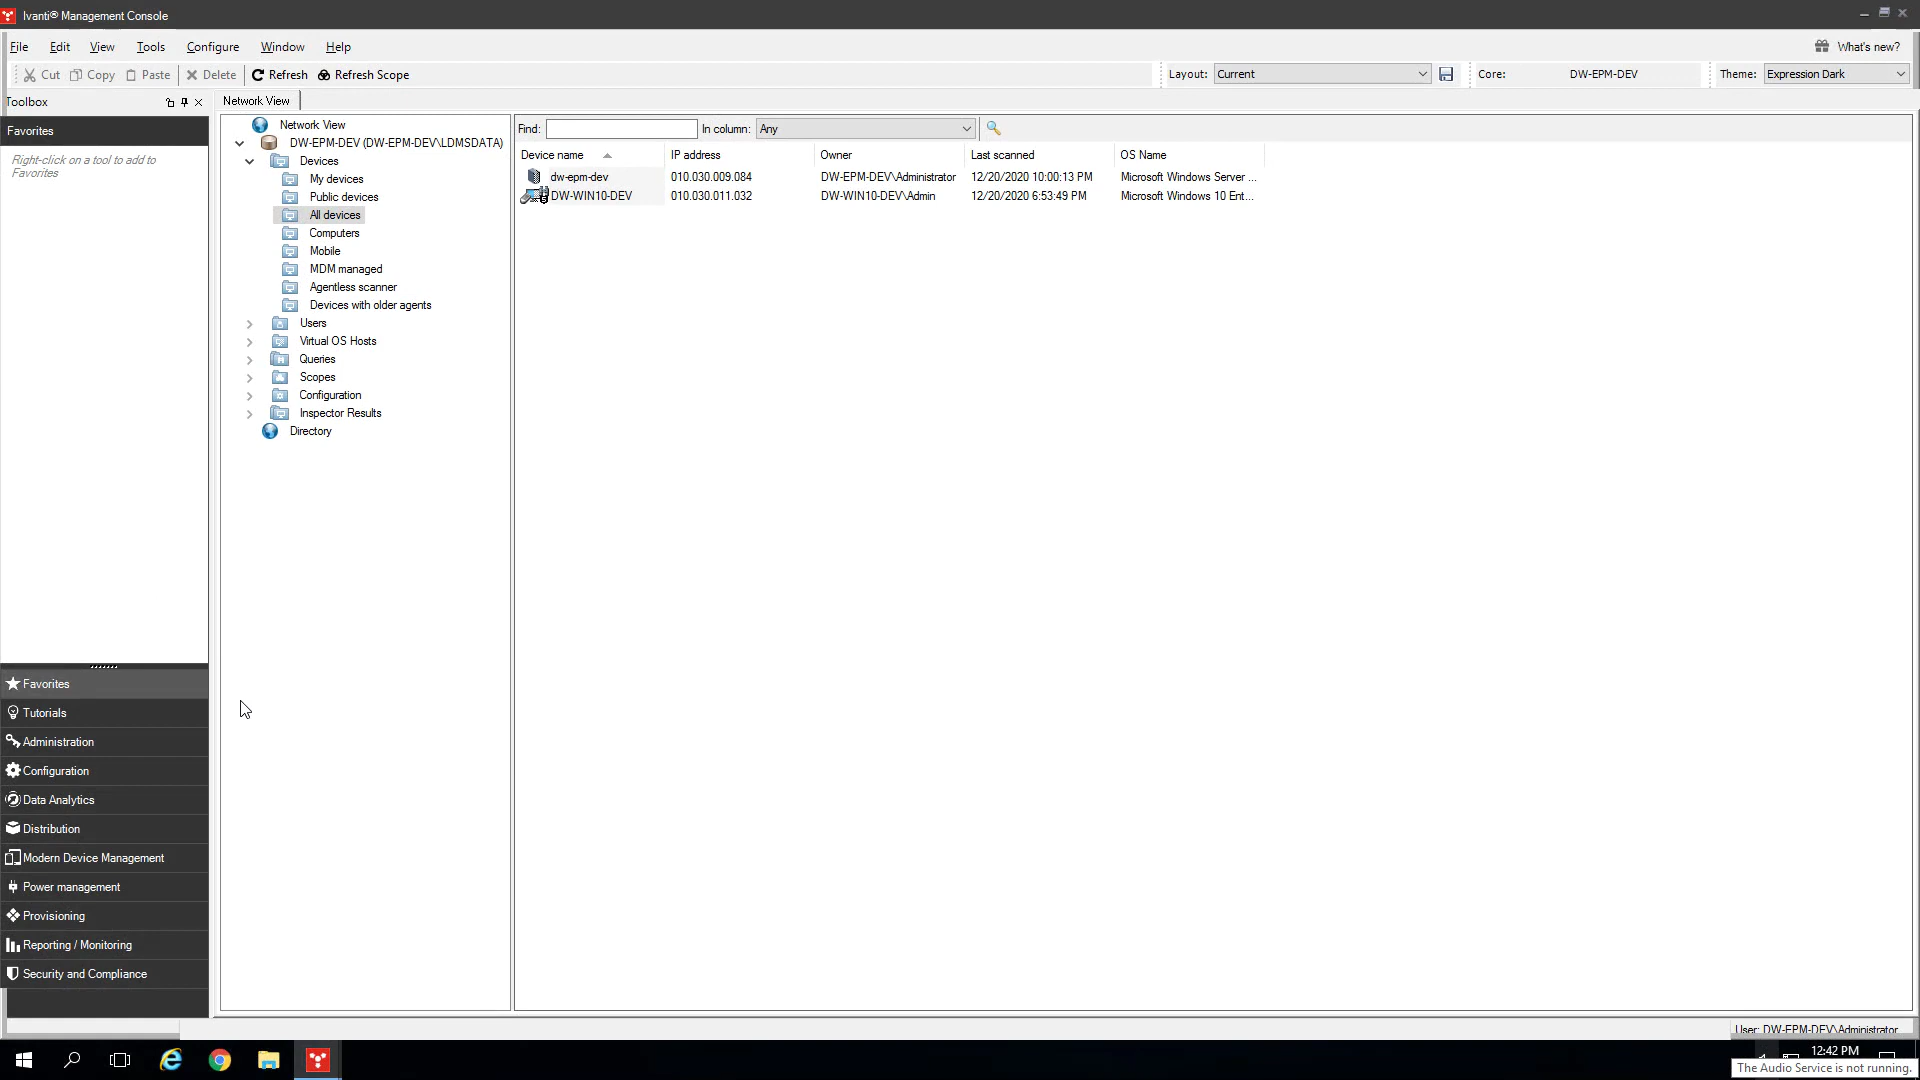 Ivanti® Management Console
File Edit View Tools Configure Window Help
What's new?
Cut Copy Paste Delete Refresh Refresh Scope
Layout: Current Core: DW-EPM-DEV Theme: Expression Dark
Toolbox
Network View
Favorites
Right-click on a tool to add to
Favorites
Network View
DW-EPM-DEV (DW-EPM-DEV\LDMSDATA)
Devices
My devices
Public devices
All devices
Computers
Mobile
MDM managed
Agentless scanner
Devices with older agents
Users
Virtual OS Hosts
Queries
Scopes
Configuration
Inspector Results
Directory
Find: In column: Any
Device name IP address Owner Last scanned OS Name
dw-epm-dev 010.030.009.084 DW-EPM-DEV\Administrator 12/20/2020 10:00:13 PM Microsoft Windows Server ...
DW-WIN10-DEV 010.030.011.032 DW-WIN10-DEV\Admin 12/20/2020 6:53:49 PM Microsoft Windows 10 Ent...
Favorites
Tutorials
Administration
Configuration
Data Analytics
Distribution
Modern Device Management
Power management
Provisioning
Reporting / Monitoring
Security and Compliance
User: DW-EPM-DEV\Administrator
12:42 PM
The Audio Service is not running.